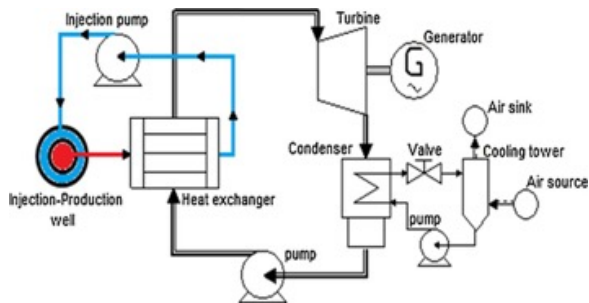 Injection pump
Turbine
Generator
G
Air sink
Condenser
Valve
Cooling tower
Air source
Injection-Production
well
Heat exchanger
pump
pump